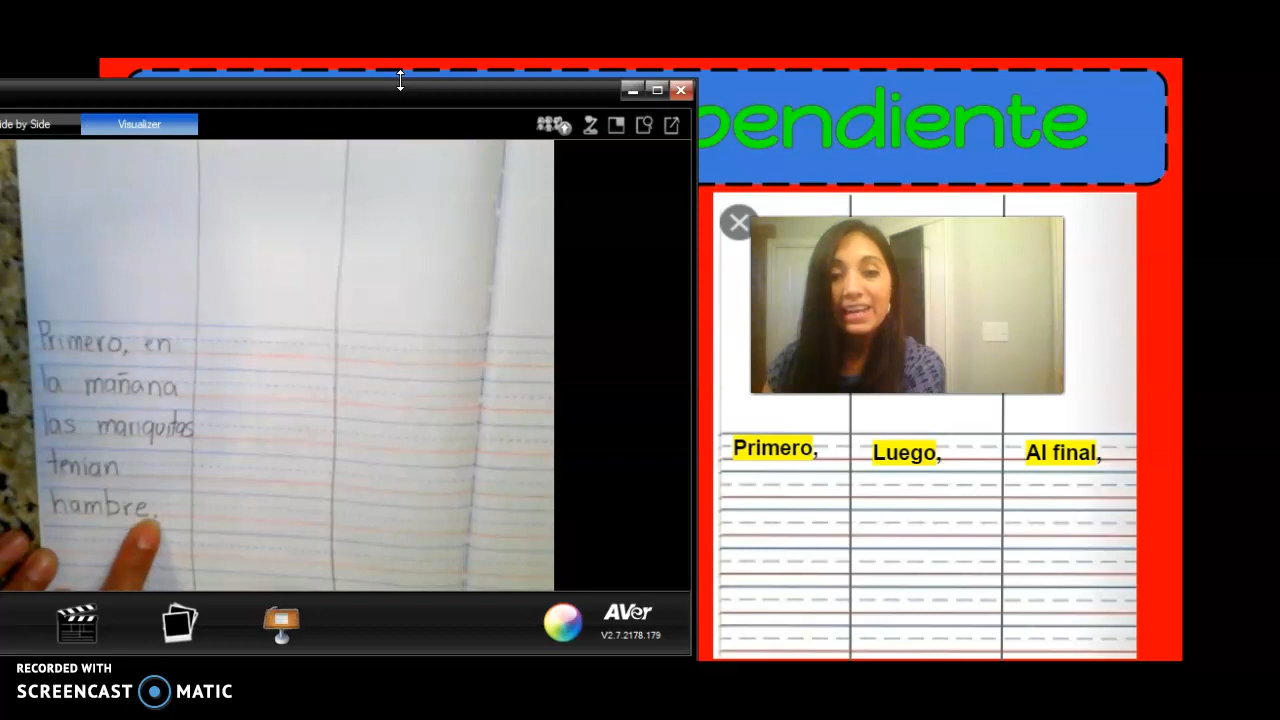 pendiente
ide by Side
Visualizer
Primero, en
la mañana
las mariquitas
tenian
hambre.
Primero,
Luego,
Al final,
AVer
V2.7.2178.179
RECORDED WITH
SCREENCAST MATIC